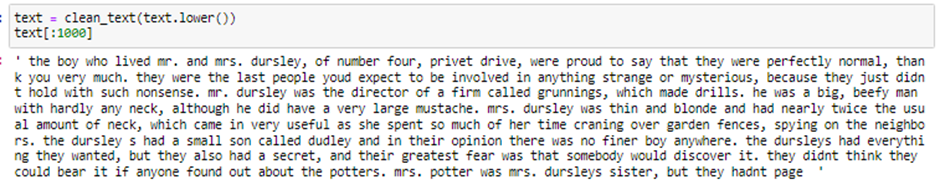 text = clean_text(text.lower())
text[:1000]
' the boy who lived mr. and mrs. dursley, of number four, privet drive, were proud to say that they were perfectly normal, than
k you very much. they were the last people youd expect to be involved in anything strange or mysterious, because they just didn
t hold with such nonsense. mr. dursley was the director of a firm called grunnings, which made drills. he was a big, beefy man
with hardly any neck, although he did have a very large mustache. mrs. dursley was thin and blonde and had nearly twice the usu
al amount of neck, which came in very useful as she spent so much of her time craning over garden fences, spying on the neighbo
rs. the dursley s had a small son called dudley and in their opinion there was no finer boy anywhere. the dursleys had everythi
ng they wanted, but they also had a secret, and their greatest fear was that somebody would discover it. they didnt think they
could bear it if anyone found out about the potters. mrs. potter was mrs. dursleys sister, but they hadnt page  '